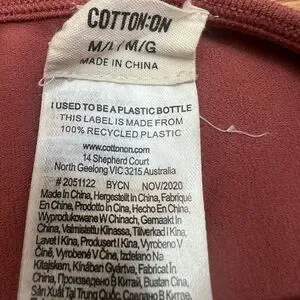 COTTON:ON
M/L/M/G
MADE IN CHINA
I USED TO BE A PLASTIC BOTTLE
THIS LABEL IS MADE FROM
100% RECYCLED PLASTIC
www.cottonon.com
14 Shepherd Court
North Geelong VIC 3215 Australia
# 2051122 BYCN NOV/2020
Made In China, Hergestellt In China, Fabriqué
En Chine, Prodotto in Cina, Hecho En China,
Wyprodukowane W Chinach, Gemaakt In
China, Valmistettu Kiinassa, Tillverkad I Kina,
Lavet I Kina, Produsert I Kina, Vyrobeno V
Číně, Vyrobené V Číne, Izdelano Na
Kitajskem, Kínában Gyártva, Fabricat În
China, Произведено В Китай, Buatan Cina,
Sản Xuất Tại Trung Quốc, Сделано В Китае,